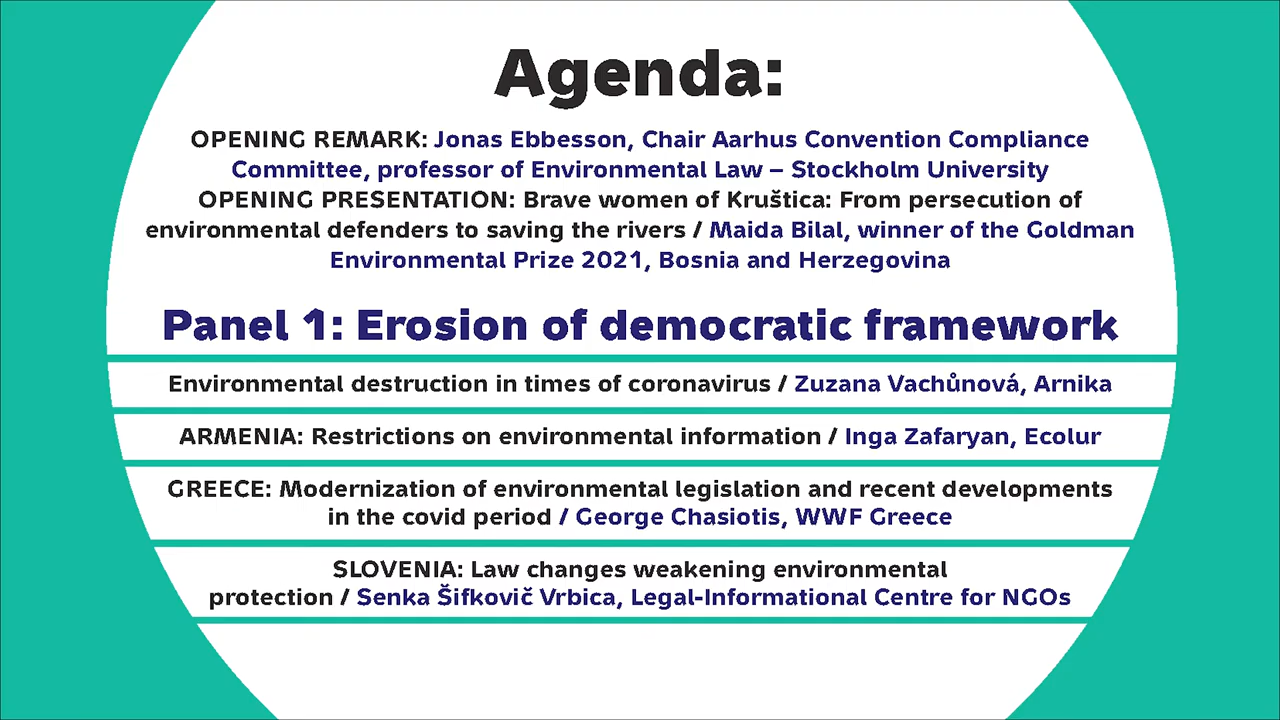 Agenda:
OPENING REMARK: Jonas Ebbesson, Chair Aarhus Convention Compliance
Committee, professor of Environmental Law – Stockholm University
OPENING PRESENTATION: Brave women of Kruštica: From persecution of
environmental defenders to saving the rivers / Maida Bilal, winner of the Goldman
Environmental Prize 2021, Bosnia and Herzegovina
Panel 1: Erosion of democratic framework
Environmental destruction in times of coronavirus / Zuzana Vachůnová, Arnika
ARMENIA: Restrictions on environmental information / Inga Zafaryan, Ecolur
GREECE: Modernization of environmental legislation and recent developments
in the covid period / George Chasiotis, WWF Greece
SLOVENIA: Law changes weakening environmental
protection / Senka Šifkovič Vrbica, Legal-Informational Centre for NGOs